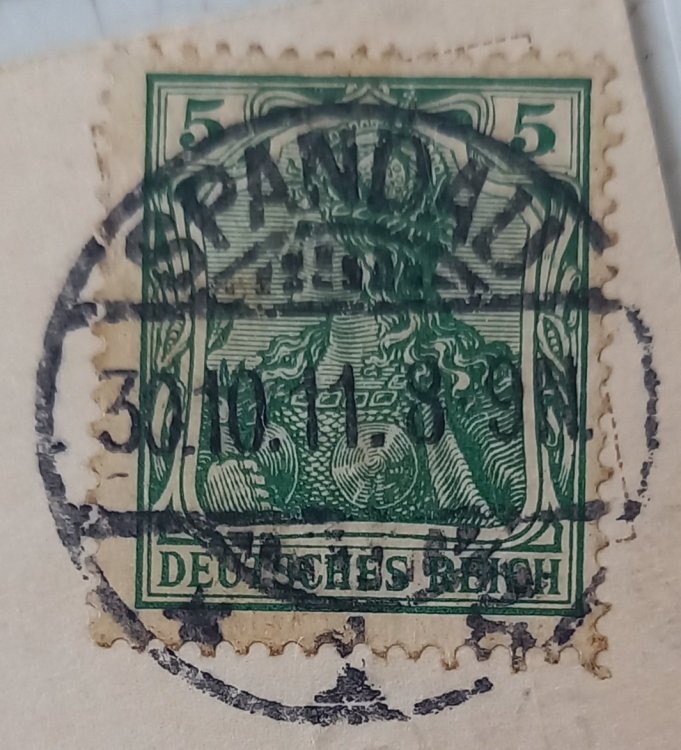 5 5
SPANDAU
30.10.11. 8-9N.
DEUTSCHES REICH